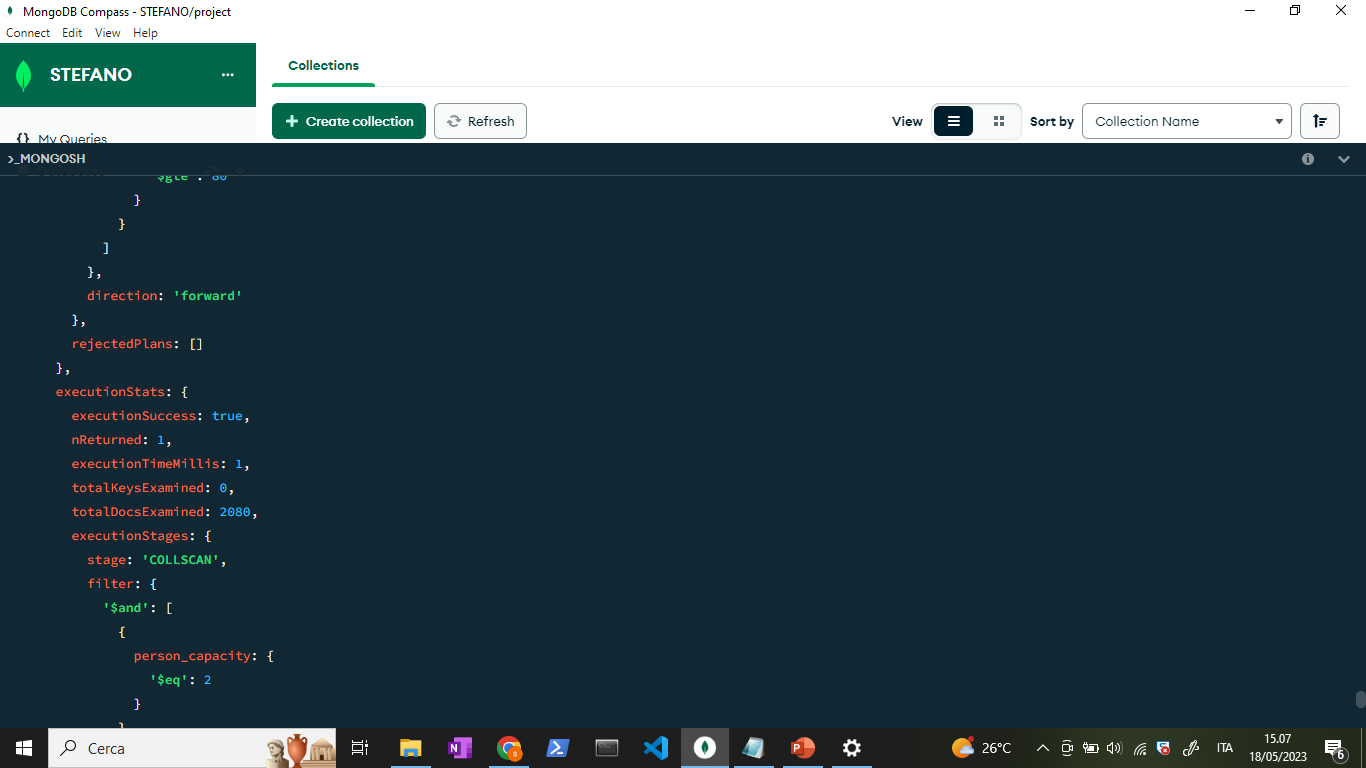 MongoDB Compass - STEFANO/project
Connect Edit View Help
STEFANO
...
Collections
+ Create collection
Refresh
View
Sort by
Collection Name
{} My Queries
>_MONGOSH
80
}
}
]
},
direction: 'forward'
},
rejectedPlans: []
},
executionStats: {
executionSuccess: true,
nReturned: 1,
executionTimeMillis: 1,
totalKeysExamined: 0,
totalDocsExamined: 2080,
executionStages: {
stage: 'COLLSCAN',
filter: {
'$and': [
{
person_capacity: {
'$eq': 2
}
Cerca
26°C
ITA
15.07
18/05/2023
6